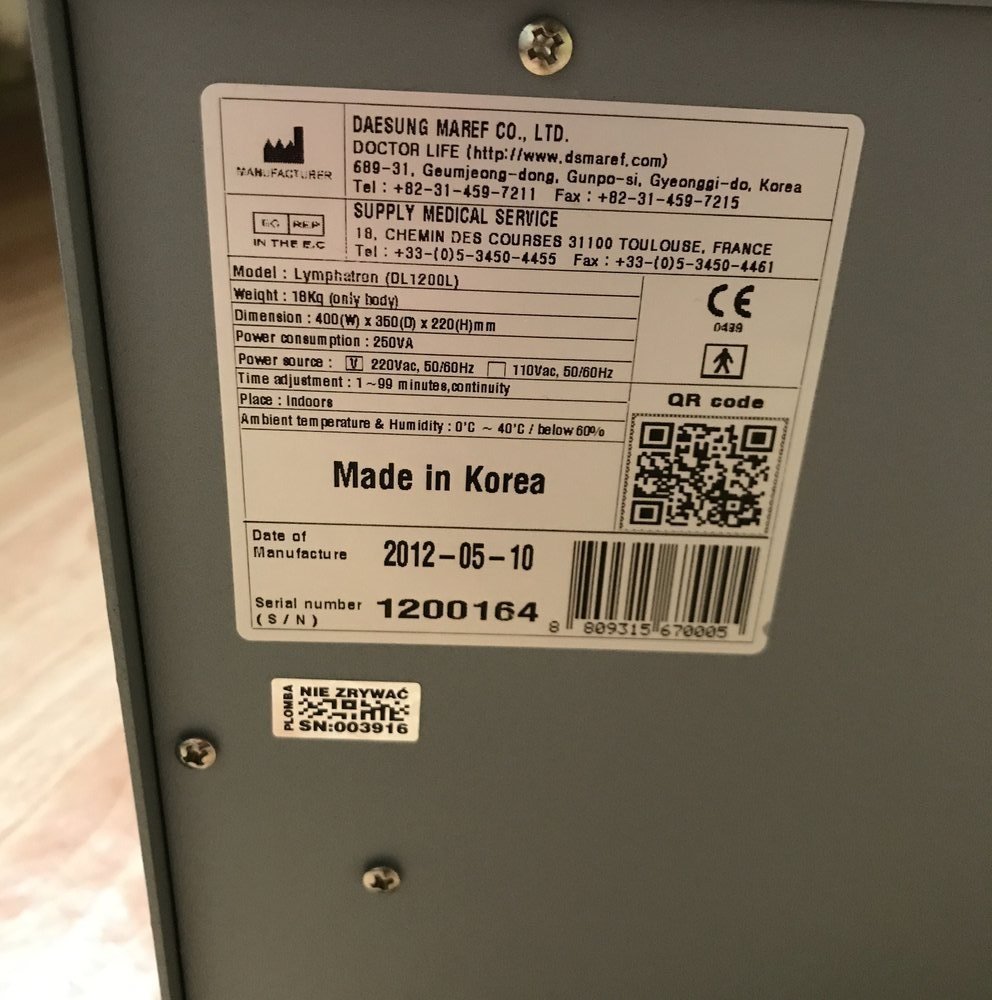 MANUFACTURER
DAESUNG MAREF CO., LTD.
DOCTOR LIFE (http://www.dsmaref.com)
689-31, Geumjeong-dong, Gunpo-si, Gyeonggi-do, Korea
Tel : +82-31-459-7211 Fax : +82-31-459-7215
EC REP
IN THE E.C
SUPPLY MEDICAL SERVICE
18, CHEMIN DES COURSES 31100 TOULOUSE, FRANCE
Tel : +33-(0)5-3450-4455 Fax : +33-(0)5-3450-4461
Model : Lymphatron (DL1200L)
Weight : 18Kg (only body)
Dimension : 400(W) x 350(D) x 220(H)mm
Power consumption : 250VA
Power source : V 220Vac, 50/60Hz 110Vac, 50/60Hz
Time adjustment : 1~99 minutes,continuity
Place : Indoors
Ambient temperature & Humidity : 0°C ~ 40°C / below 60%
CE
0439
QR code
Made in Korea
Date of
Manufacture 2012-05-10
Serial number
(S/N) 1200164
8 809315 670005
PLOMBA
NIE ZRYWAĆ
SN:003916